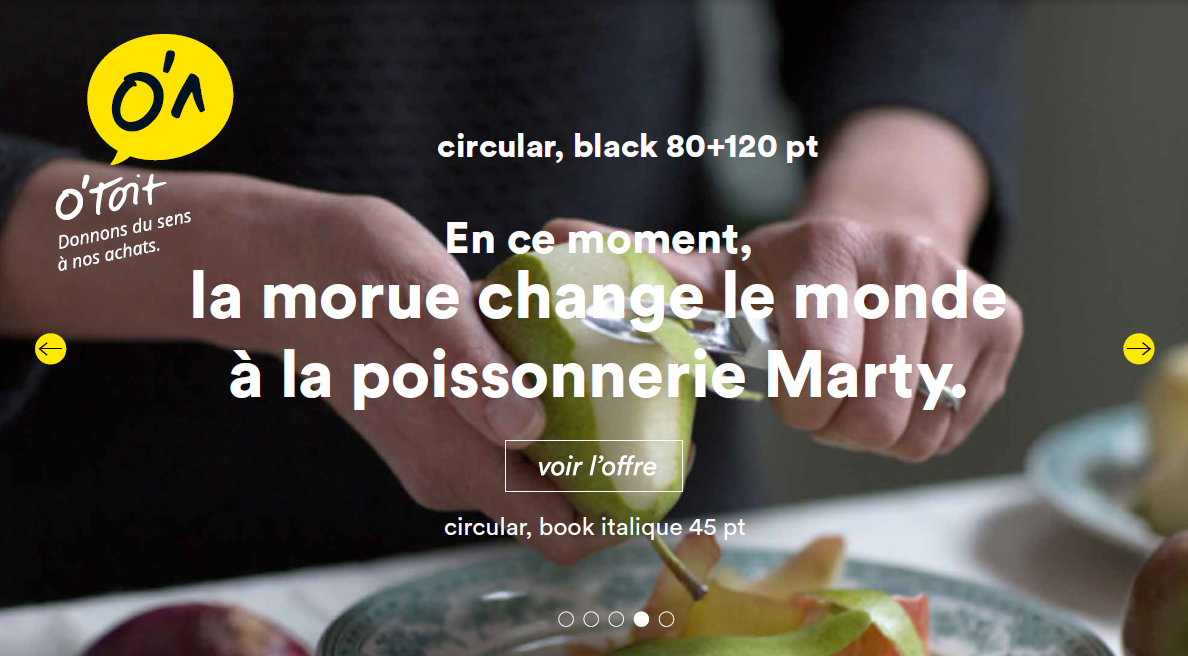 O'^
O'Toit
Donnons du sens
à nos achats.
circular, black 80+120 pt
En ce moment,
la morue change le monde
à la poissonnerie Marty.
voir l'offre
circular, book italique 45 pt